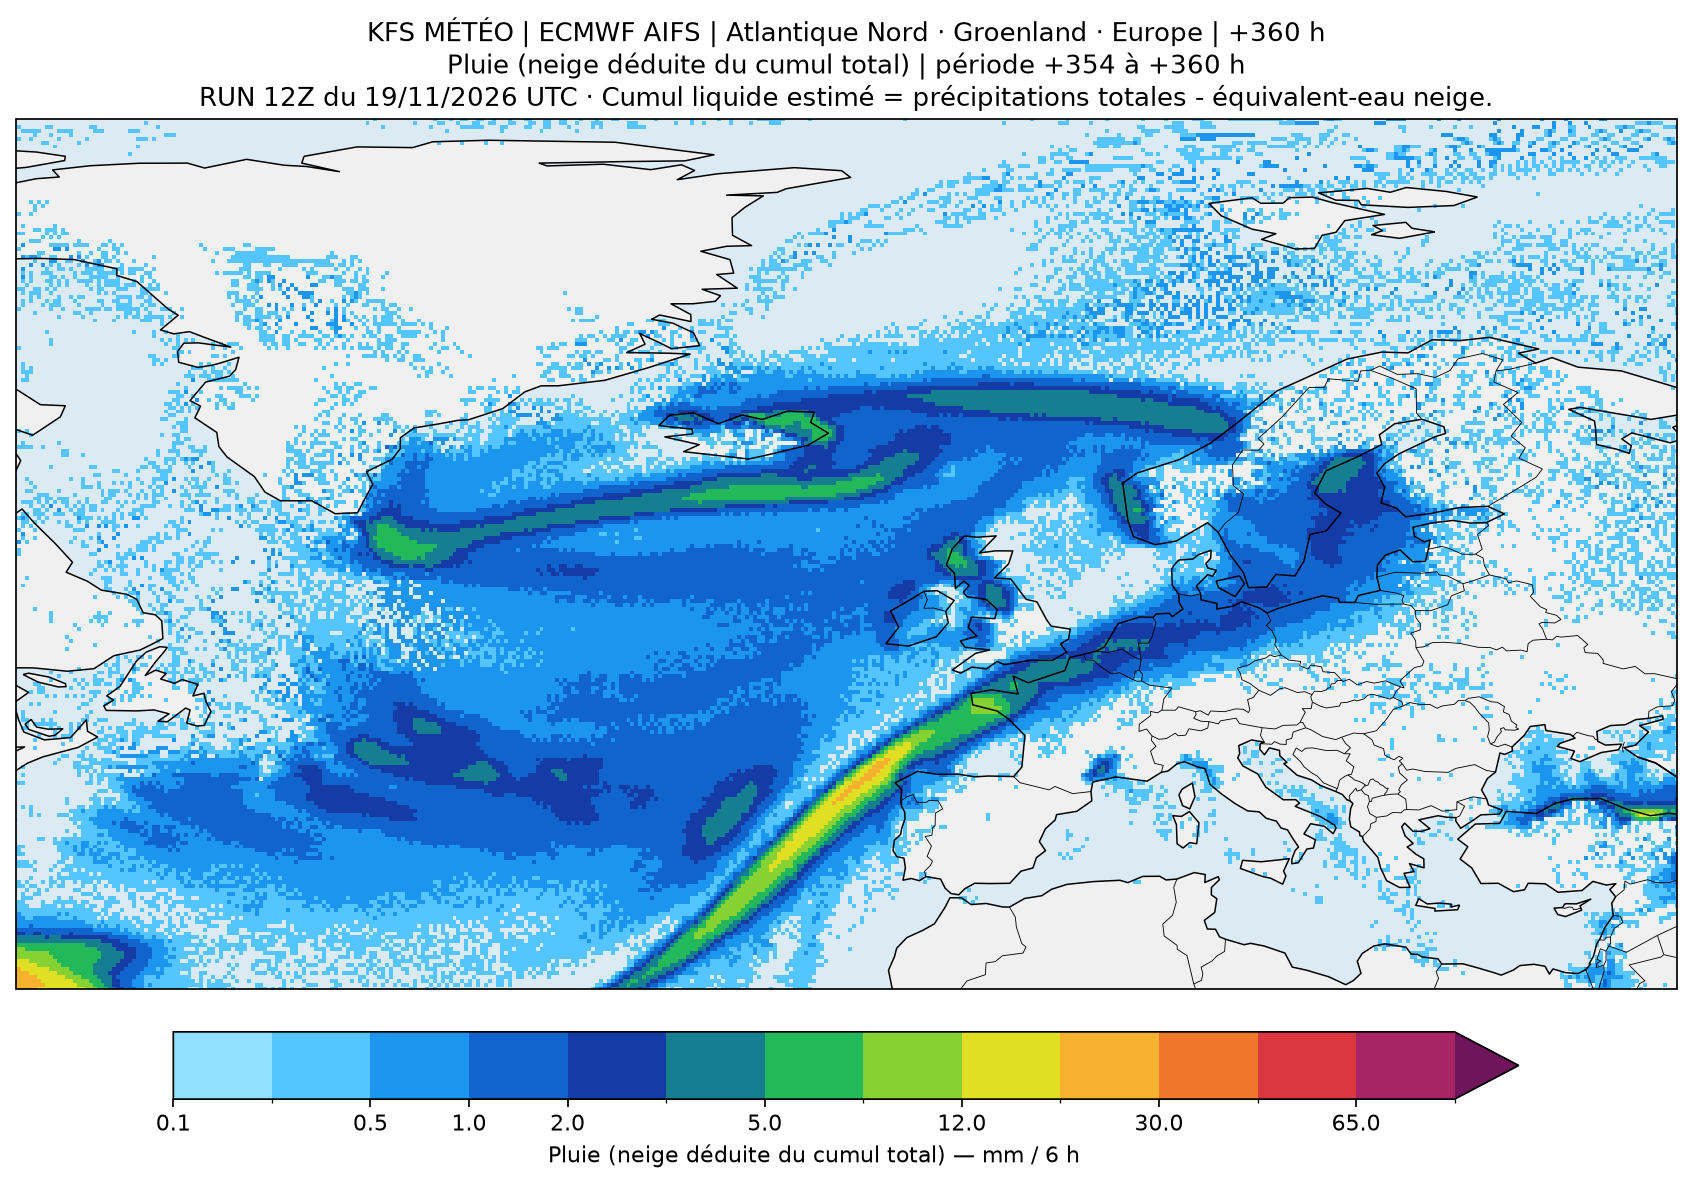 KFS MÉTÉO | ECMWF AIFS | Atlantique Nord · Groenland · Europe | +360 h
Pluie (neige déduite du cumul total) | période +354 à +360 h
RUN 12Z du 19/11/2026 UTC · Cumul liquide estimé = précipitations totales - équivalent-eau neige.
0.1 0.5 1.0 2.0 5.0 12.0 30.0 65.0
Pluie (neige déduite du cumul total) — mm / 6 h